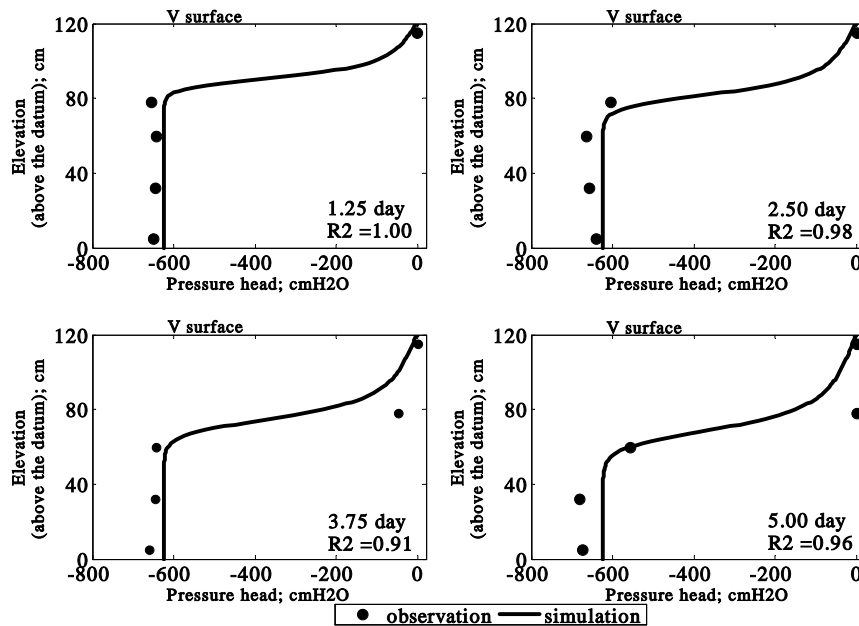 V surface
120
80
40
0
Elevation
(above the datum); cm
1.25 day
R2 =1.00
-800 -600 -400 -200 0
Pressure head; cmH2O
V surface
120
80
40
0
Elevation
(above the datum); cm
2.50 day
R2 =0.98
-800 -600 -400 -200 0
Pressure head; cmH2O
V surface
120
80
40
0
Elevation
(above the datum); cm
3.75 day
R2 =0.91
-800 -600 -400 -200 0
Pressure head; cmH2O
V surface
120
80
40
0
Elevation
(above the datum); cm
5.00 day
R2 =0.96
-800 -600 -400 -200 0
Pressure head; cmH2O
observation simulation